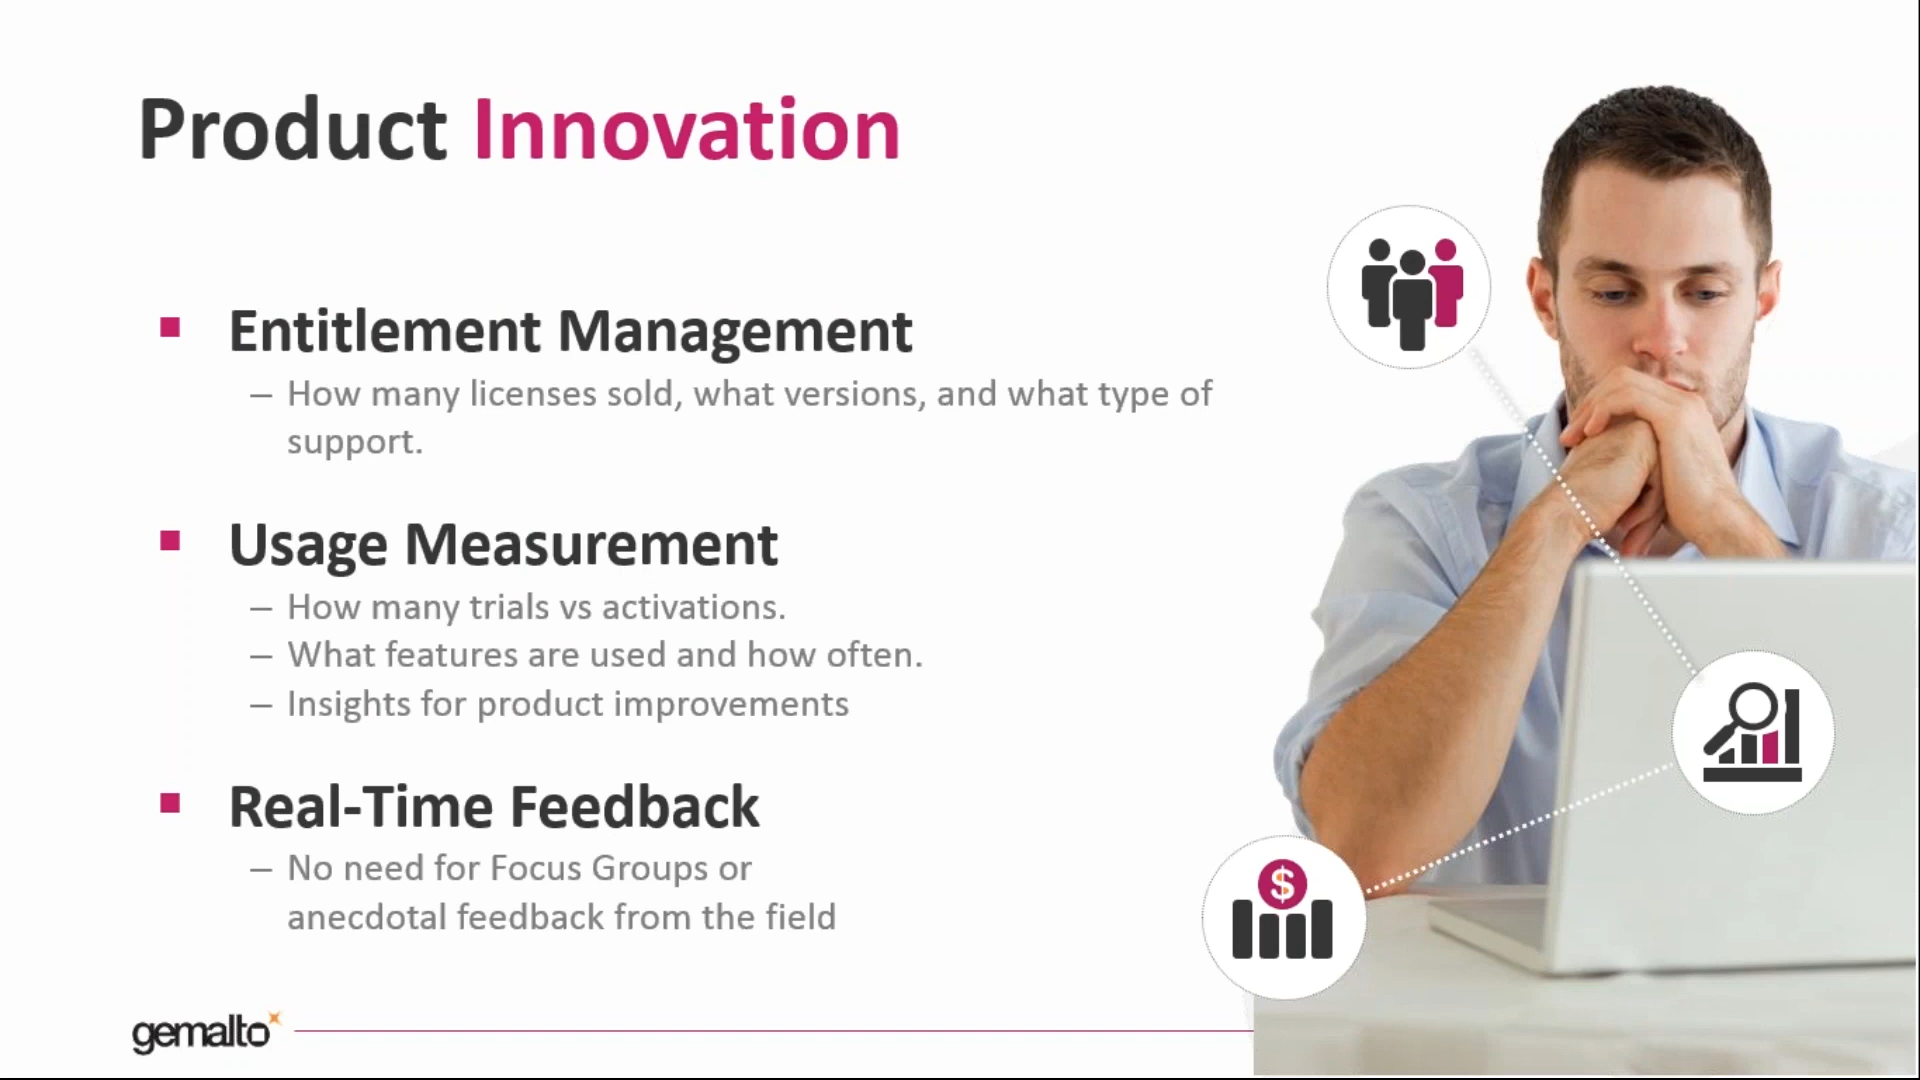 Product Innovation
▪ Entitlement Management
– How many licenses sold, what versions, and what type of
support.
▪ Usage Measurement
– How many trials vs activations.
– What features are used and how often.
– Insights for product improvements
▪ Real-Time Feedback
– No need for Focus Groups or
anecdotal feedback from the field
$
gemalto